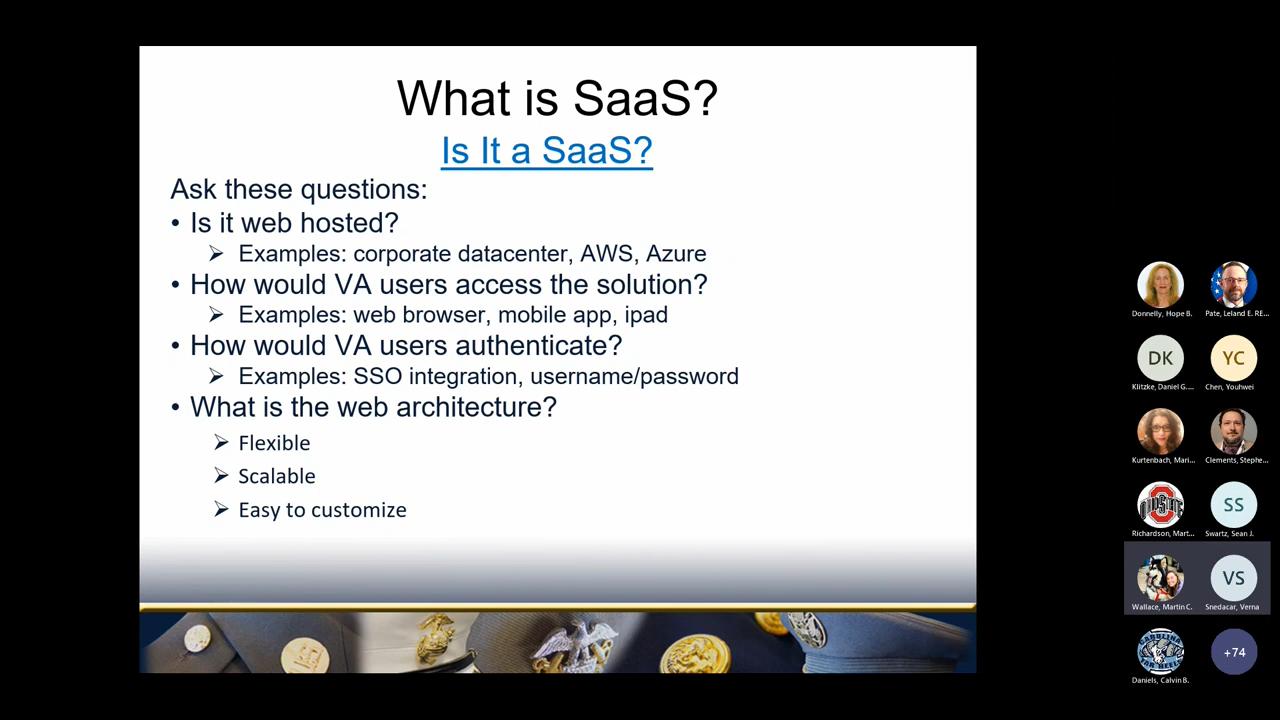 What is SaaS?
Is It a SaaS?
Ask these questions:
• Is it web hosted?
➢ Examples: corporate datacenter, AWS, Azure
• How would VA users access the solution?
➢ Examples: web browser, mobile app, ipad
• How would VA users authenticate?
➢ Examples: SSO integration, username/password
• What is the web architecture?
➢ Flexible
➢ Scalable
➢ Easy to customize
Donnelly, Hope B.
Pate, Leland E. RE...
DK
YC
Klitzke, Daniel G....
Chen, Youhwei
Kurtenbach, Mari...
Clements, Stephe...
SS
Richardson, Mart...
Swartz, Sean J.
VS
Wallace, Martin C.
Snedacar, Verna
+74
Daniels, Calvin B.